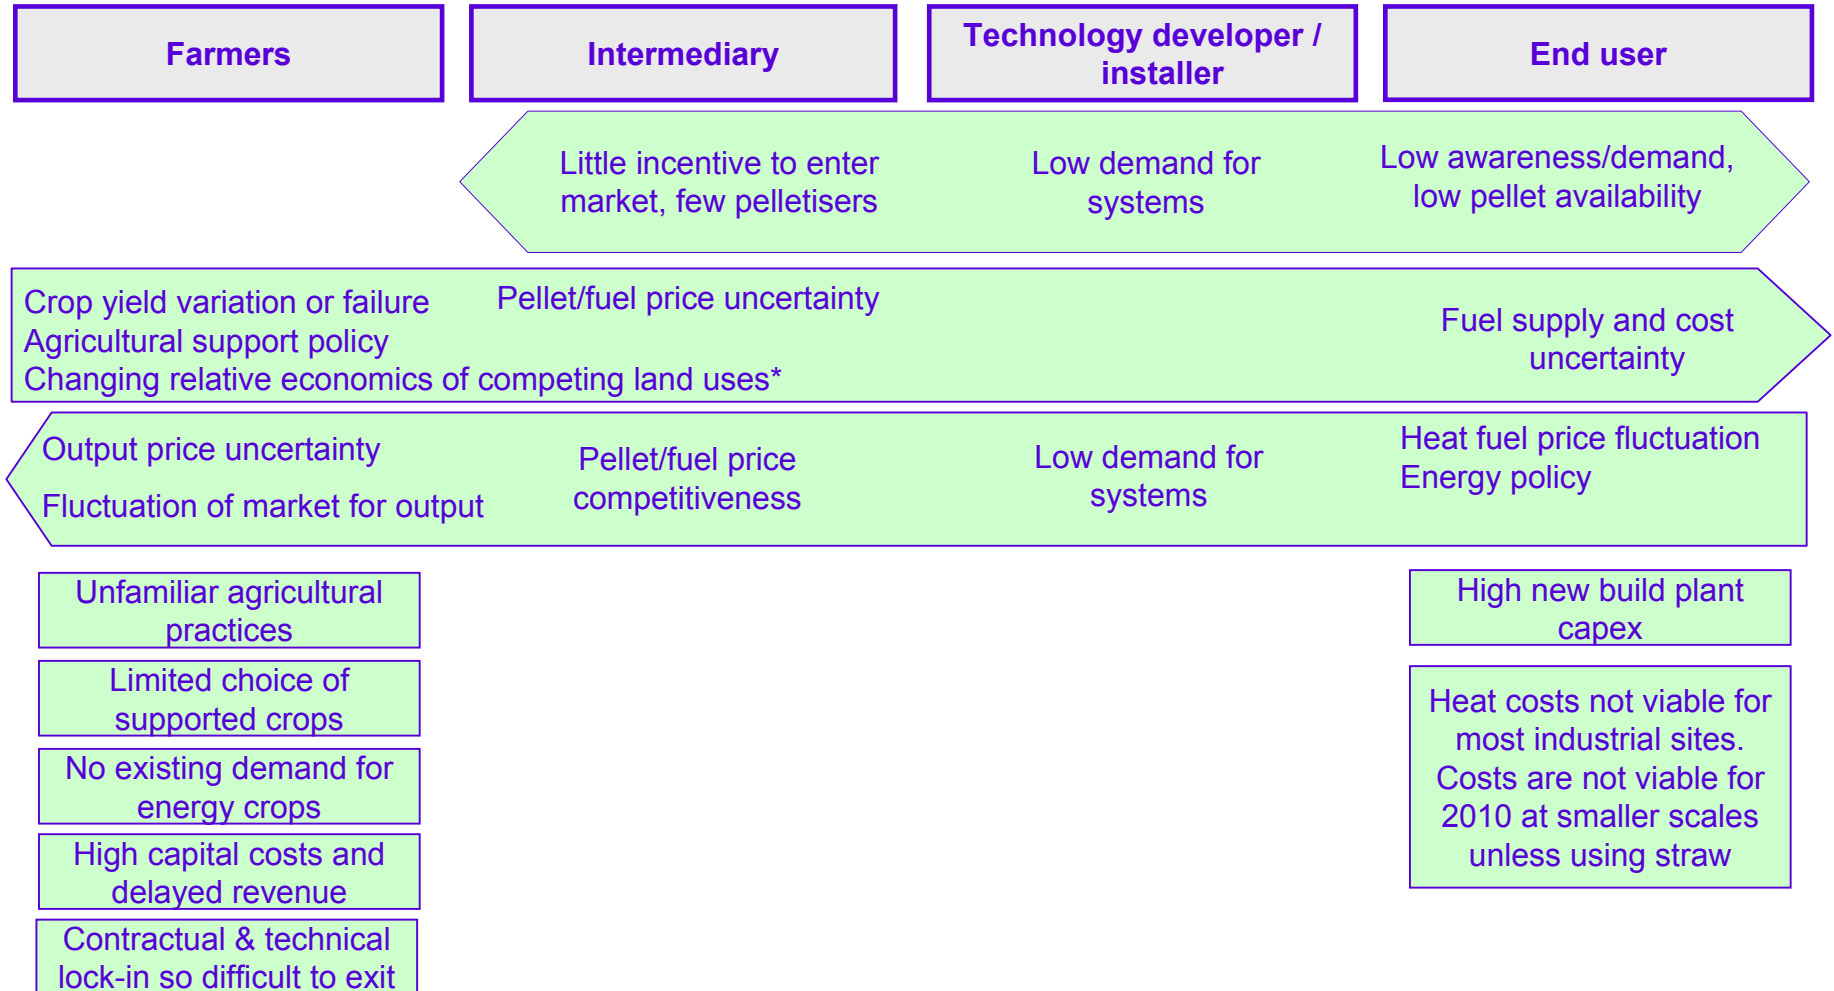 Farmers
Intermediary
Technology developer /
installer
End user
Little incentive to enter
market, few pelletisers
Low demand for
systems
Low awareness/demand,
low pellet availability
Crop yield variation or failure
Agricultural support policy
Changing relative economics of competing land uses*
Pellet/fuel price uncertainty
Fuel supply and cost
uncertainty
Output price uncertainty
Fluctuation of market for output
Pellet/fuel price
competitiveness
Low demand for
systems
Heat fuel price fluctuation
Energy policy
Unfamiliar agricultural
practices
Limited choice of
supported crops
No existing demand for
energy crops
High capital costs and
delayed revenue
Contractual & technical
lock-in so difficult to exit
High new build plant
capex
Heat costs not viable for
most industrial sites.
Costs are not viable for
2010 at smaller scales
unless using straw